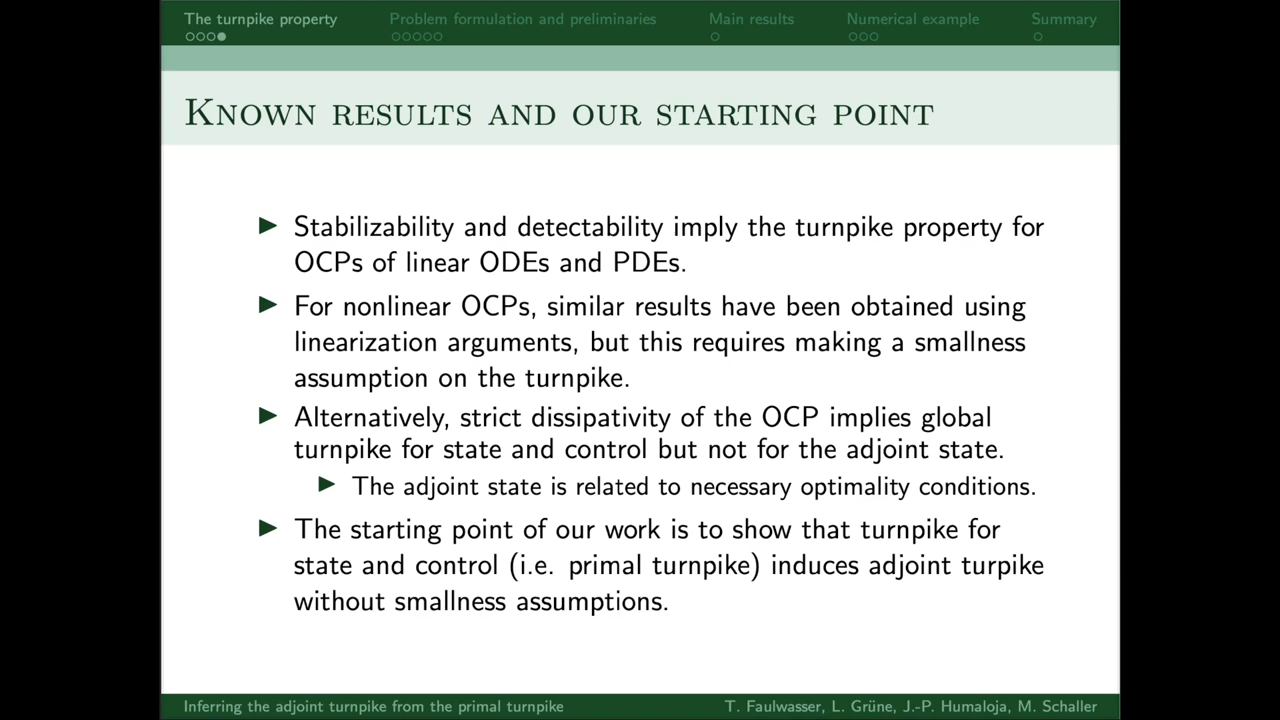 The turnpike property Problem formulation and preliminaries Main results Numerical example Summary
Known results and our starting point
▶ Stabilizability and detectability imply the turnpike property for
OCPs of linear ODEs and PDEs.
▶ For nonlinear OCPs, similar results have been obtained using
linearization arguments, but this requires making a smallness
assumption on the turnpike.
▶ Alternatively, strict dissipativity of the OCP implies global
turnpike for state and control but not for the adjoint state.
▶ The adjoint state is related to necessary optimality conditions.
▶ The starting point of our work is to show that turnpike for
state and control (i.e. primal turnpike) induces adjoint turpike
without smallness assumptions.
Inferring the adjoint turnpike from the primal turnpike T. Faulwasser, L. Grüne, J.-P. Humaloja, M. Schaller